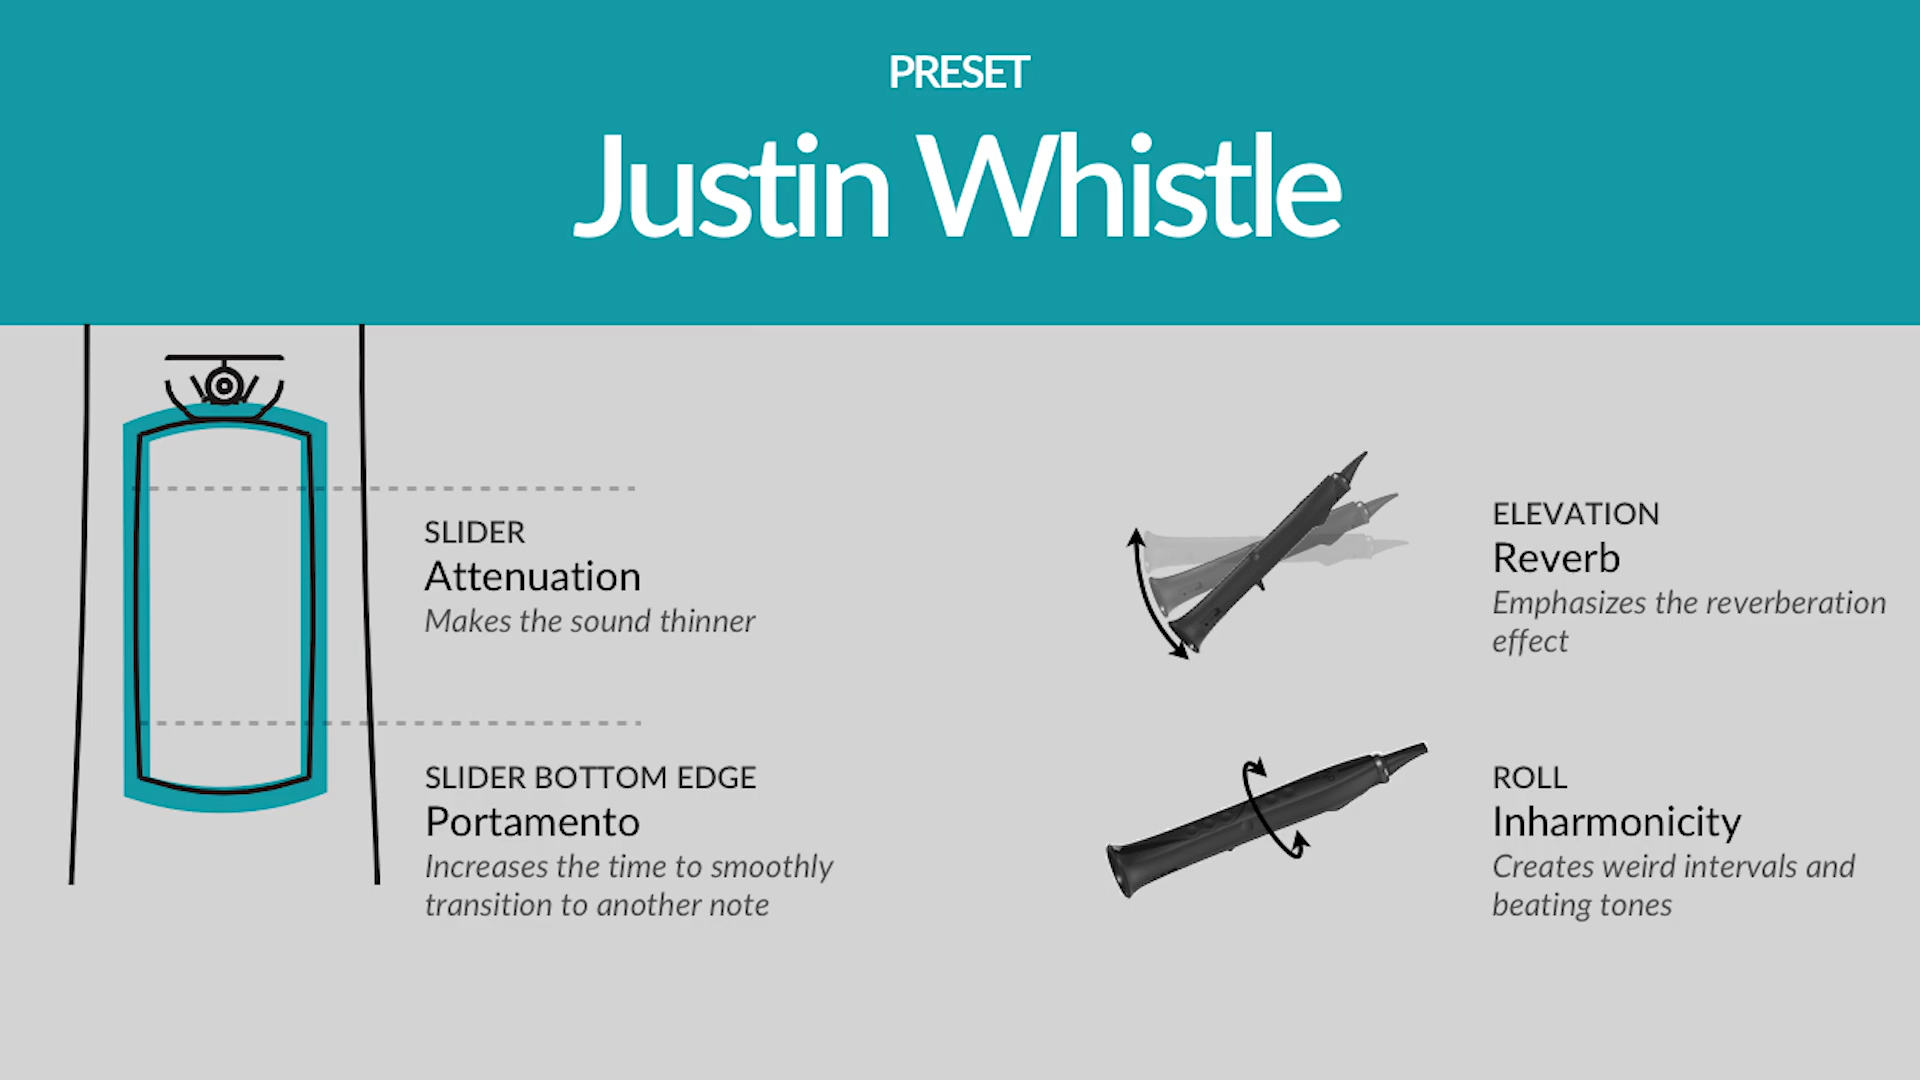 PRESET
Justin Whistle
SLIDER
Attenuation
Makes the sound thinner
SLIDER BOTTOM EDGE
Portamento
Increases the time to smoothly
transition to another note
ELEVATION
Reverb
Emphasizes the reverberation
effect
ROLL
Inharmonicity
Creates weird intervals and
beating tones